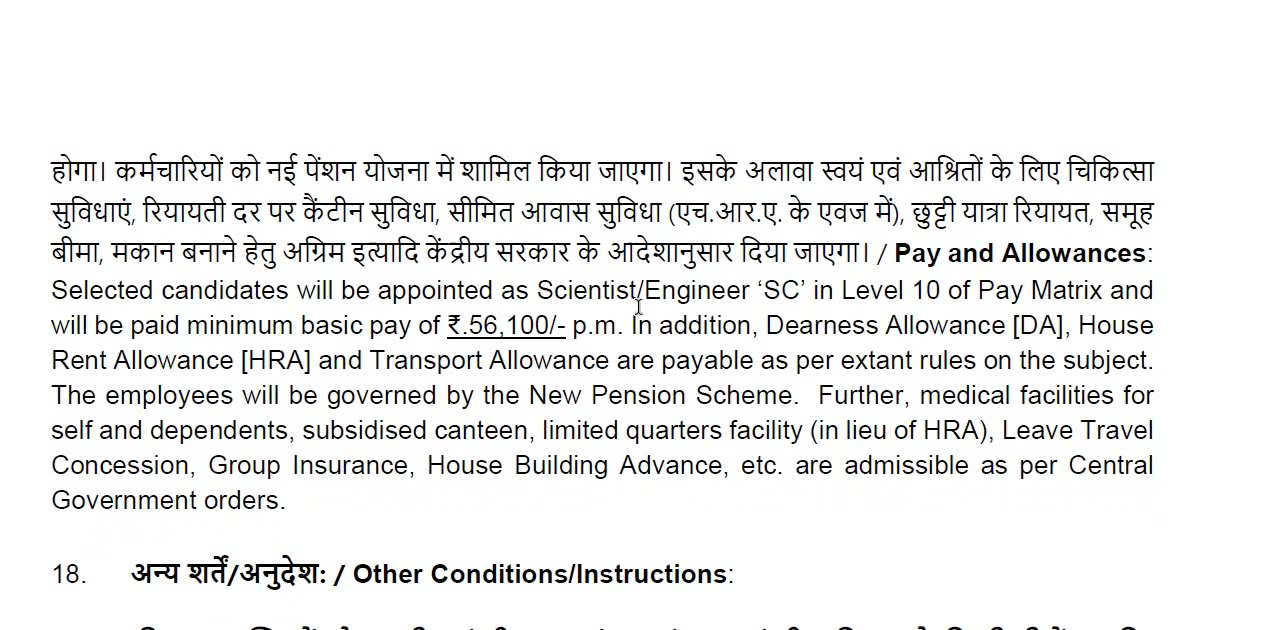 होगा। कर्मचारियों को नई पेंशन योजना में शामिल किया जाएगा। इसके अलावा स्वयं एवं आश्रितों के लिए चिकित्सा
सुविधाएं, रियायती दर पर कैंटीन सुविधा, सीमित आवास सुविधा (एच.आर.ए. के एवज में), छुट्टी यात्रा रियायत, समूह
बीमा, मकान बनाने हेतु अग्रिम इत्यादि केंद्रीय सरकार के आदेशानुसार दिया जाएगा। / Pay and Allowances:
Selected candidates will be appointed as Scientist/Engineer ‘SC’ in Level 10 of Pay Matrix and
will be paid minimum basic pay of ₹.56,100/- p.m. In addition, Dearness Allowance [DA], House
Rent Allowance [HRA] and Transport Allowance are payable as per extant rules on the subject.
The employees will be governed by the New Pension Scheme. Further, medical facilities for
self and dependents, subsidised canteen, limited quarters facility (in lieu of HRA), Leave Travel
Concession, Group Insurance, House Building Advance, etc. are admissible as per Central
Government orders.
18. अन्य शर्तें/अनुदेश: / Other Conditions/Instructions: